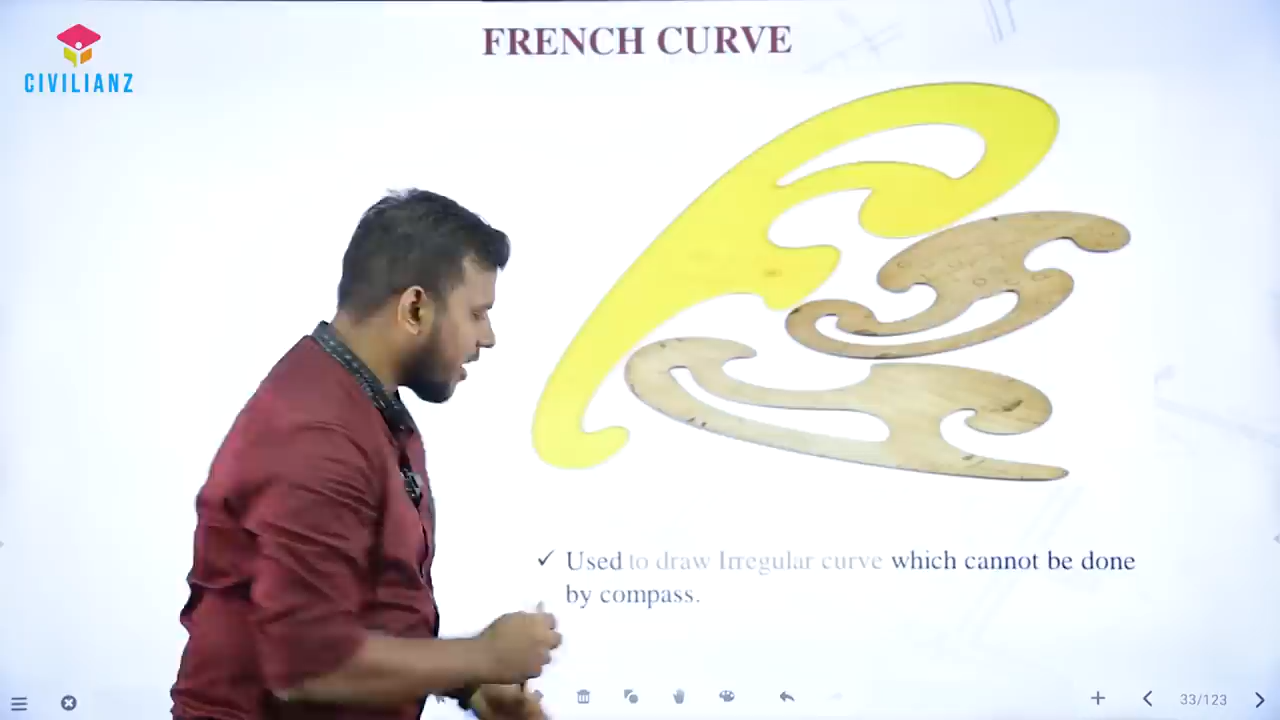 FRENCH CURVE
CIVILIANZ
✓ Used to draw Irregular curve which cannot be done
by compass.
33/123